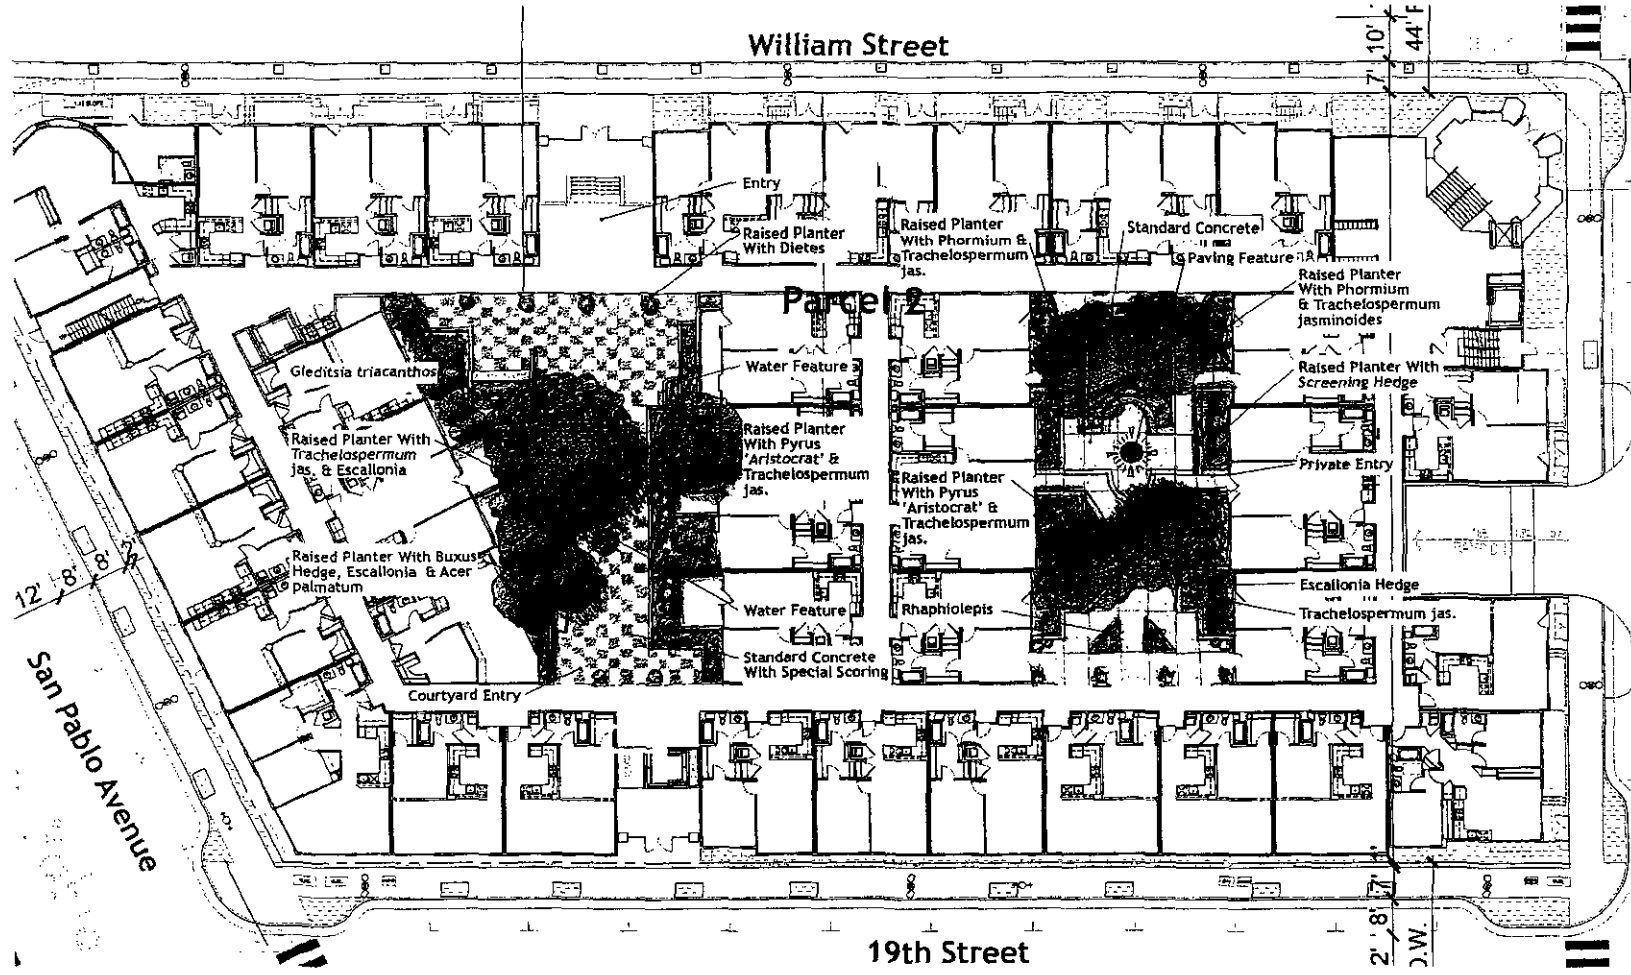 William Street
10'
44'
7'
Entry
Raised Planter
With Dietes
Raised Planter
With Phormium &
Trachelospermum
jas.
Standard Concrete
Paving Feature
Raised Planter
With Phormium
& Trachelospermum
jasminoides
Parcel 2
Gleditsia triacanthos
Water Feature
Raised Planter With
Screening Hedge
Raised Planter With
Trachelospermum
jas. & Escallonia
Raised Planter
With Pyrus
'Aristocrat' &
Trachelospermum
jas.
Private Entry
Raised Planter
With Pyrus
'Aristocrat' &
Trachelospermum
jas.
Raised Planter With Buxus
Hedge, Escallonia & Acer
palmatum
Escallonia Hedge
Water Feature
Rhaphiolepis
Trachelospermum jas.
Standard Concrete
With Special Scoring
Courtyard Entry
12'
8'
8'
San Pablo Avenue
7'
8'
2'
O.W.
19th Street